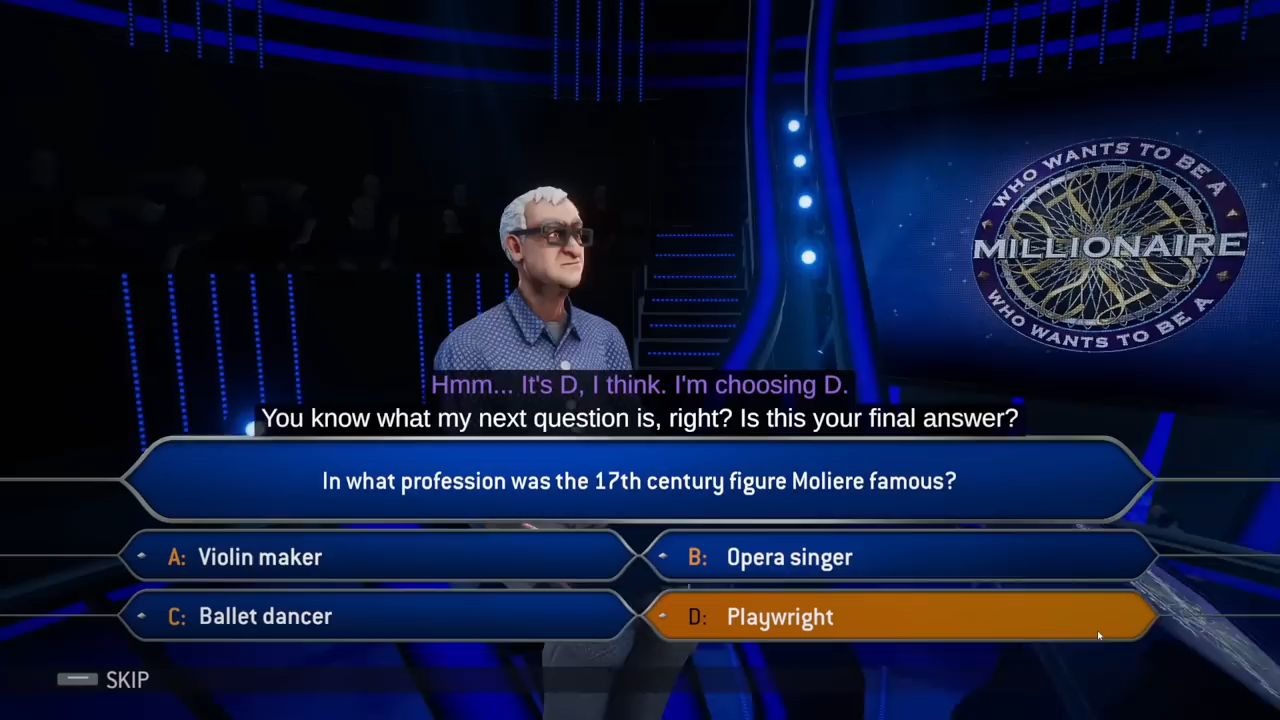 WHO WANTS TO BE A
MILLIONAIRE
WHO WANTS TO BE A
Hmm... It's D, I think. I'm choosing D.
You know what my next question is, right? Is this your final answer?
In what profession was the 17th century figure Moliere famous?
A: Violin maker
B: Opera singer
C: Ballet dancer
D: Playwright
SKIP